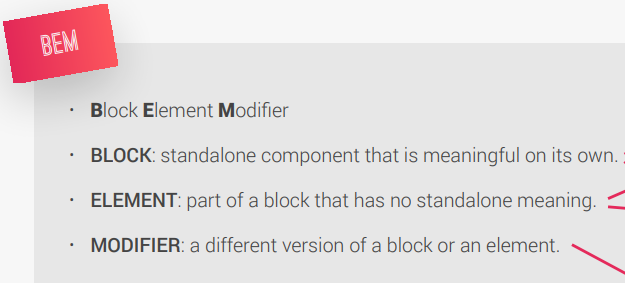 BEM
• Block Element Modifier
• BLOCK: standalone component that is meaningful on its own.
• ELEMENT: part of a block that has no standalone meaning.
• MODIFIER: a different version of a block or an element.